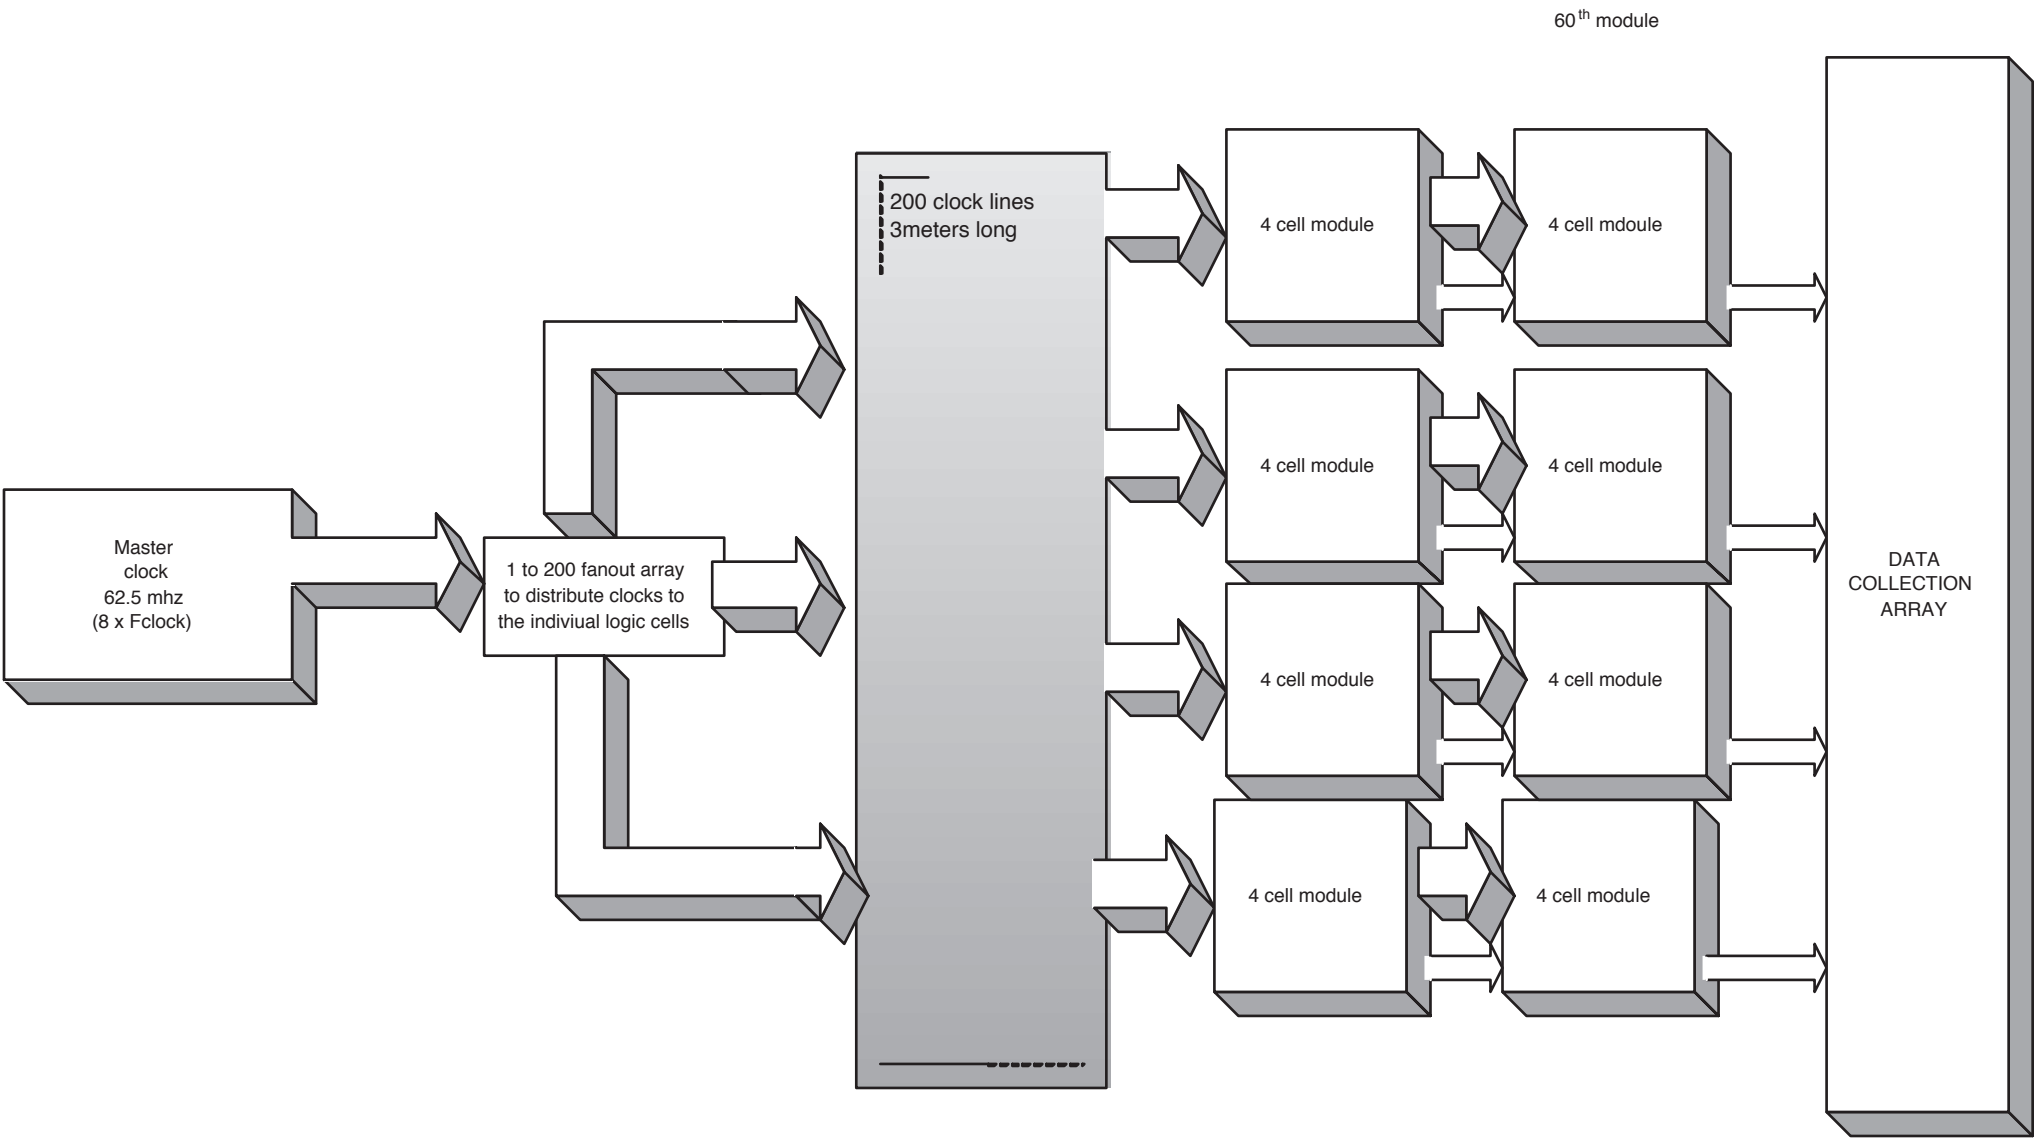 60th module
200 clock lines
3meters long
4 cell module
4 cell mdoule
4 cell module
4 cell module
Master
clock
62.5 mhz
(8 x Fclock)
1 to 200 fanout array
to distribute clocks to
the indiviual logic cells
DATA
COLLECTION
ARRAY
4 cell module
4 cell module
4 cell module
4 cell module